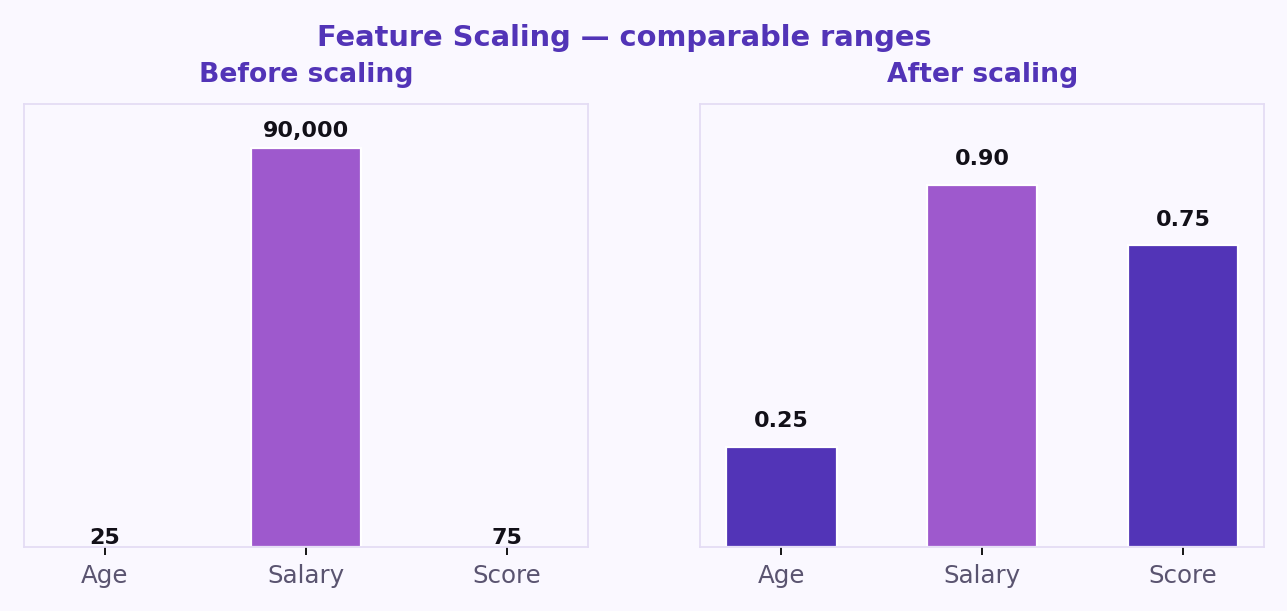 Feature Scaling — comparable ranges
Before scaling
90,000
25
75
Age
Salary
Score
After scaling
0.90
0.75
0.25
Age
Salary
Score